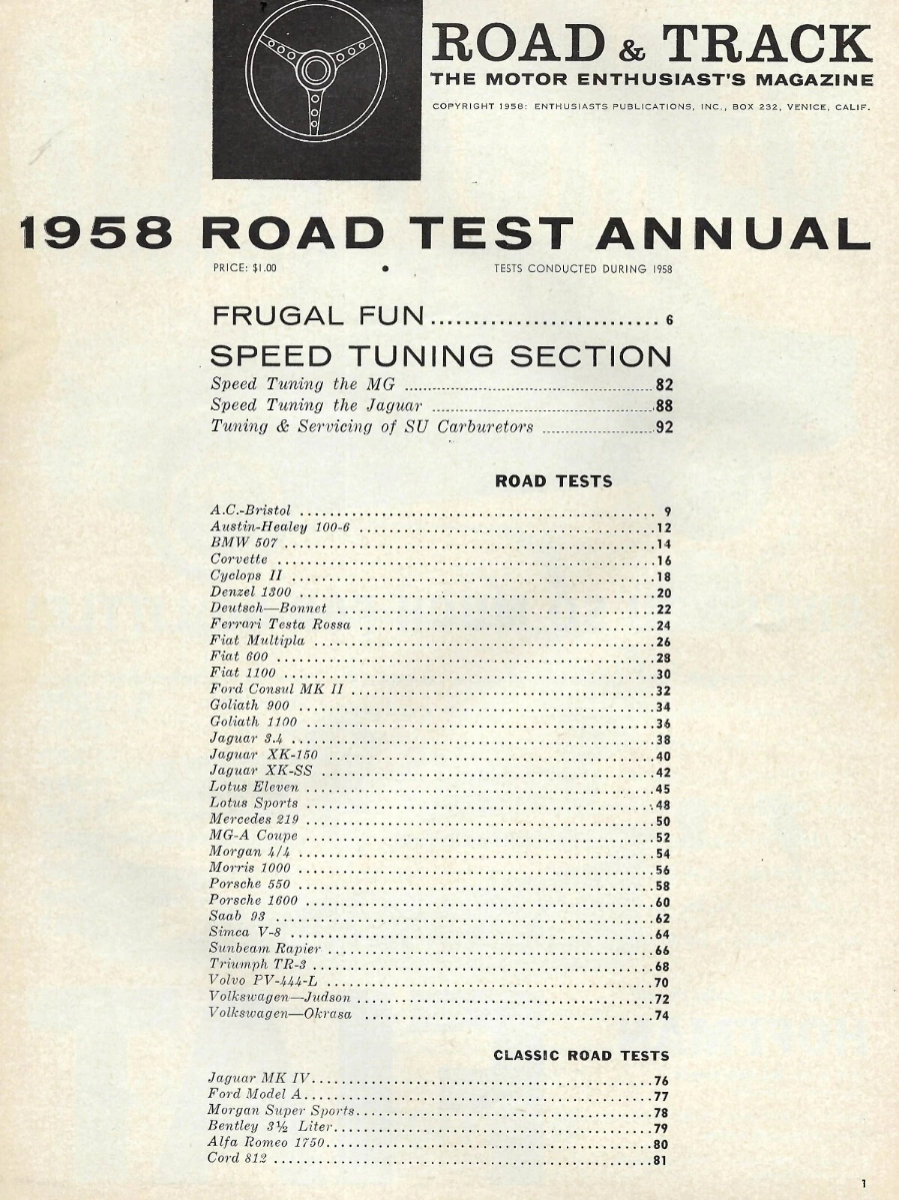 ROAD & TRACK
THE MOTOR ENTHUSIAST'S MAGAZINE
COPYRIGHT 1958: ENTHUSIASTS PUBLICATIONS, INC., BOX 232, VENICE, CALIF.
1958 ROAD TEST ANNUAL
PRICE: $1.00 • TESTS CONDUCTED DURING 1958
FRUGAL FUN........................... 6
SPEED TUNING SECTION
Speed Tuning the MG ........................82
Speed Tuning the Jaguar ........................88
Tuning & Servicing of SU Carburetors ........................92
ROAD TESTS
A.C.-Bristol ........................ 9
Austin-Healey 100-6 ........................12
BMW 507 ........................14
Corvette ........................16
Cyclops II ........................18
Denzel 1300 ........................20
Deutsch—Bonnet ........................22
Ferrari Testa Rossa ........................24
Fiat Multipla ........................26
Fiat 600 ........................28
Fiat 1100 ........................30
Ford Consul MK II ........................32
Goliath 900 ........................34
Goliath 1100 ........................36
Jaguar 3.4 ........................38
Jaguar XK-150 ........................40
Jaguar XK-SS ........................42
Lotus Eleven ........................45
Lotus Sports ........................48
Mercedes 219 ........................50
MG-A Coupe ........................52
Morgan 4/4 ........................54
Morris 1000 ........................56
Porsche 550 ........................58
Porsche 1600 ........................60
Saab 93 ........................62
Simca V-8 ........................64
Sunbeam Rapier ........................66
Triumph TR-3 ........................68
Volvo PV-444-L ........................70
Volkswagen—Judson ........................72
Volkswagen—Okrasa ........................74
CLASSIC ROAD TESTS
Jaguar MK IV........................76
Ford Model A........................77
Morgan Super Sports........................78
Bentley 3½ Liter........................79
Alfa Romeo 1750........................80
Cord 812 ........................81
1